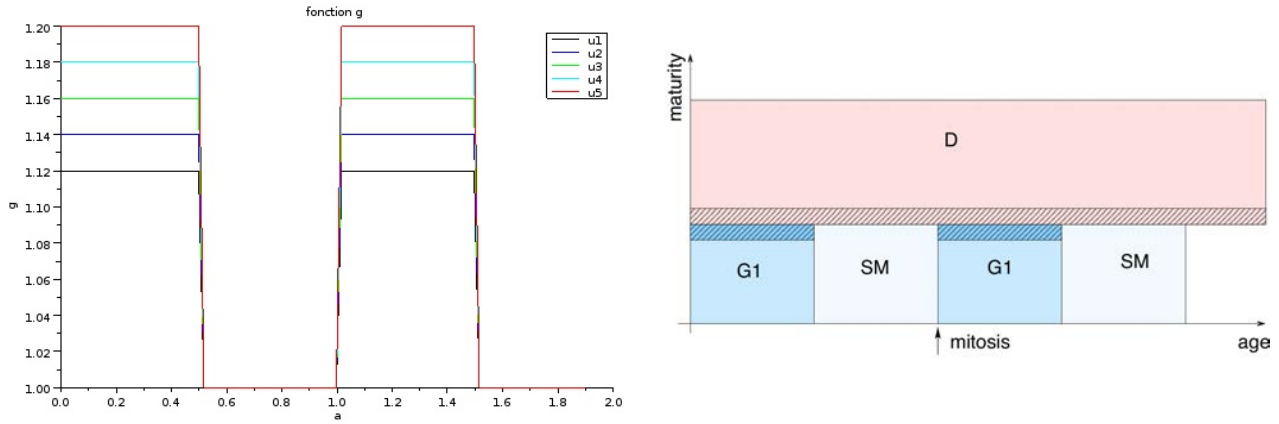 fonction g
1.20
1.18
1.16
1.14
1.12
1.10
1.08
1.06
1.04
1.02
1.00
g
0.0 0.2 0.4 0.6 0.8 1.0 1.2 1.4 1.6 1.8 2.0
a
u1
u2
u3
u4
u5
maturity
D
G1 SM G1 SM
mitosis age